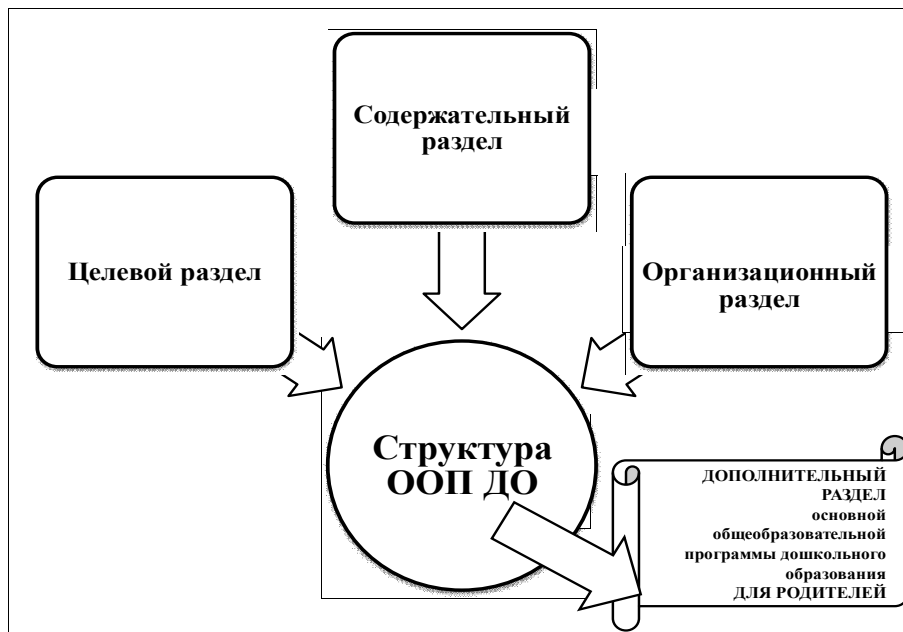 Содержательный
раздел
Целевой раздел
Организационный
раздел
Структура
ООП ДО
ДОПОЛНИТЕЛЬНЫЙ
РАЗДЕЛ
основной
общеобразовательной
программы дошкольного
образования
ДЛЯ РОДИТЕЛЕЙ